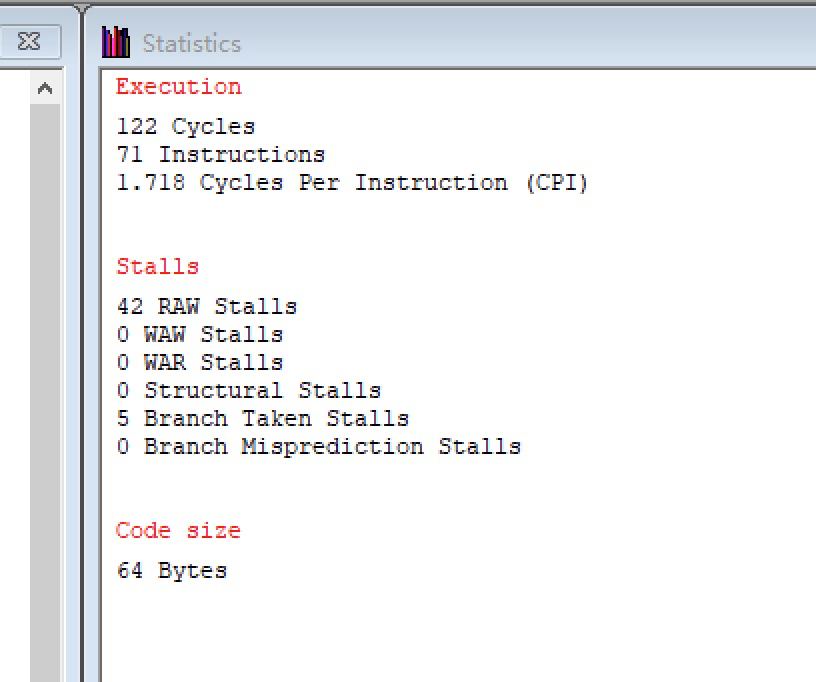 Statistics
Execution
122 Cycles
71 Instructions
1.718 Cycles Per Instruction (CPI)
Stalls
42 RAW Stalls
0 WAW Stalls
0 WAR Stalls
0 Structural Stalls
5 Branch Taken Stalls
0 Branch Misprediction Stalls
Code size
64 Bytes